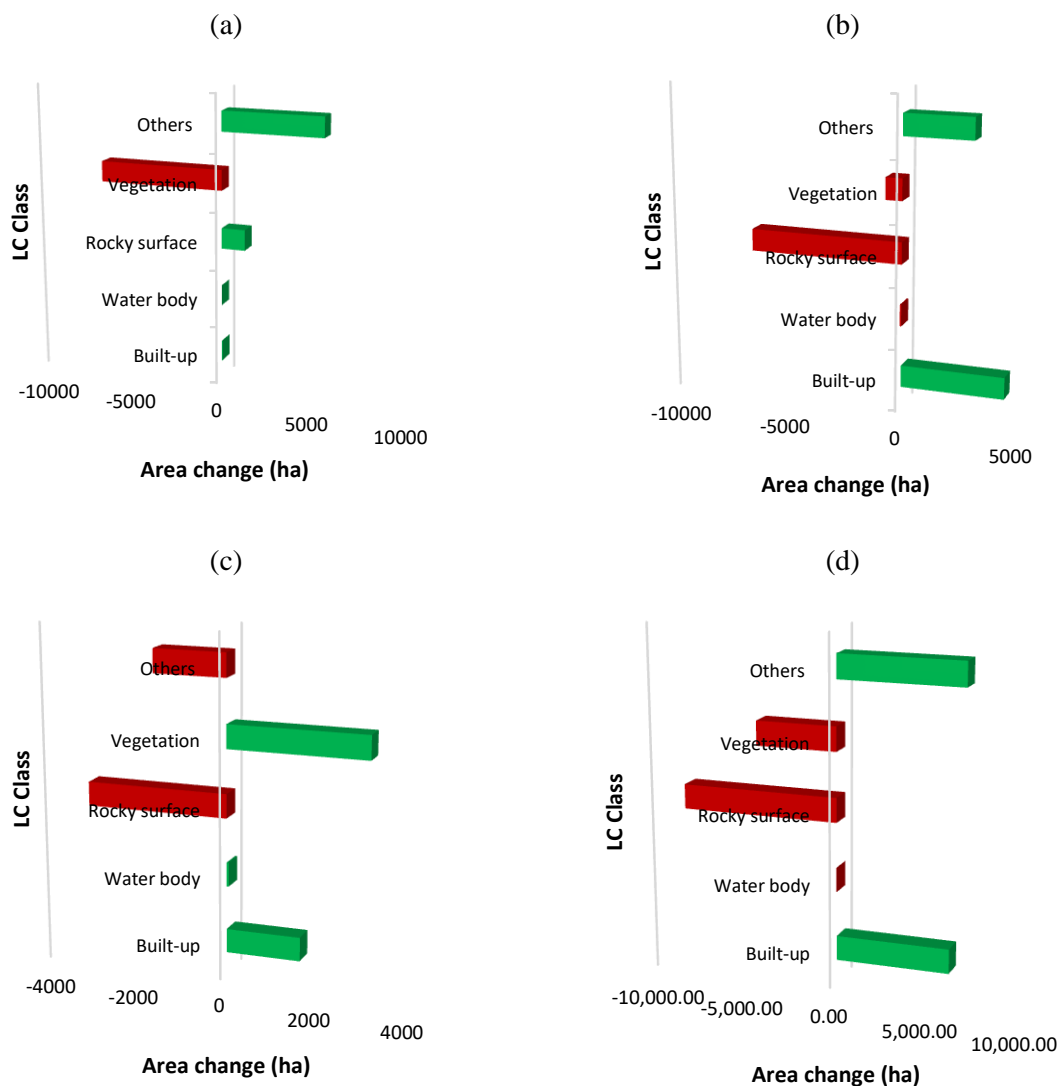 (a)
Others
Vegetation
Rocky surface
Water body
Built-up
LC Class
-10000
-5000
0
5000
10000
Area change (ha)
(b)
Others
Vegetation
Rocky surface
Water body
Built-up
LC Class
-10000
-5000
0
5000
Area change (ha)
(c)
Others
Vegetation
Rocky surface
Water body
Built-up
LC Class
-4000
-2000
0
2000
4000
Area change (ha)
(d)
Others
Vegetation
Rocky surface
Water body
Built-up
LC Class
-10,000.00
-5,000.00
0.00
5,000.00
10,000.00
Area change (ha)